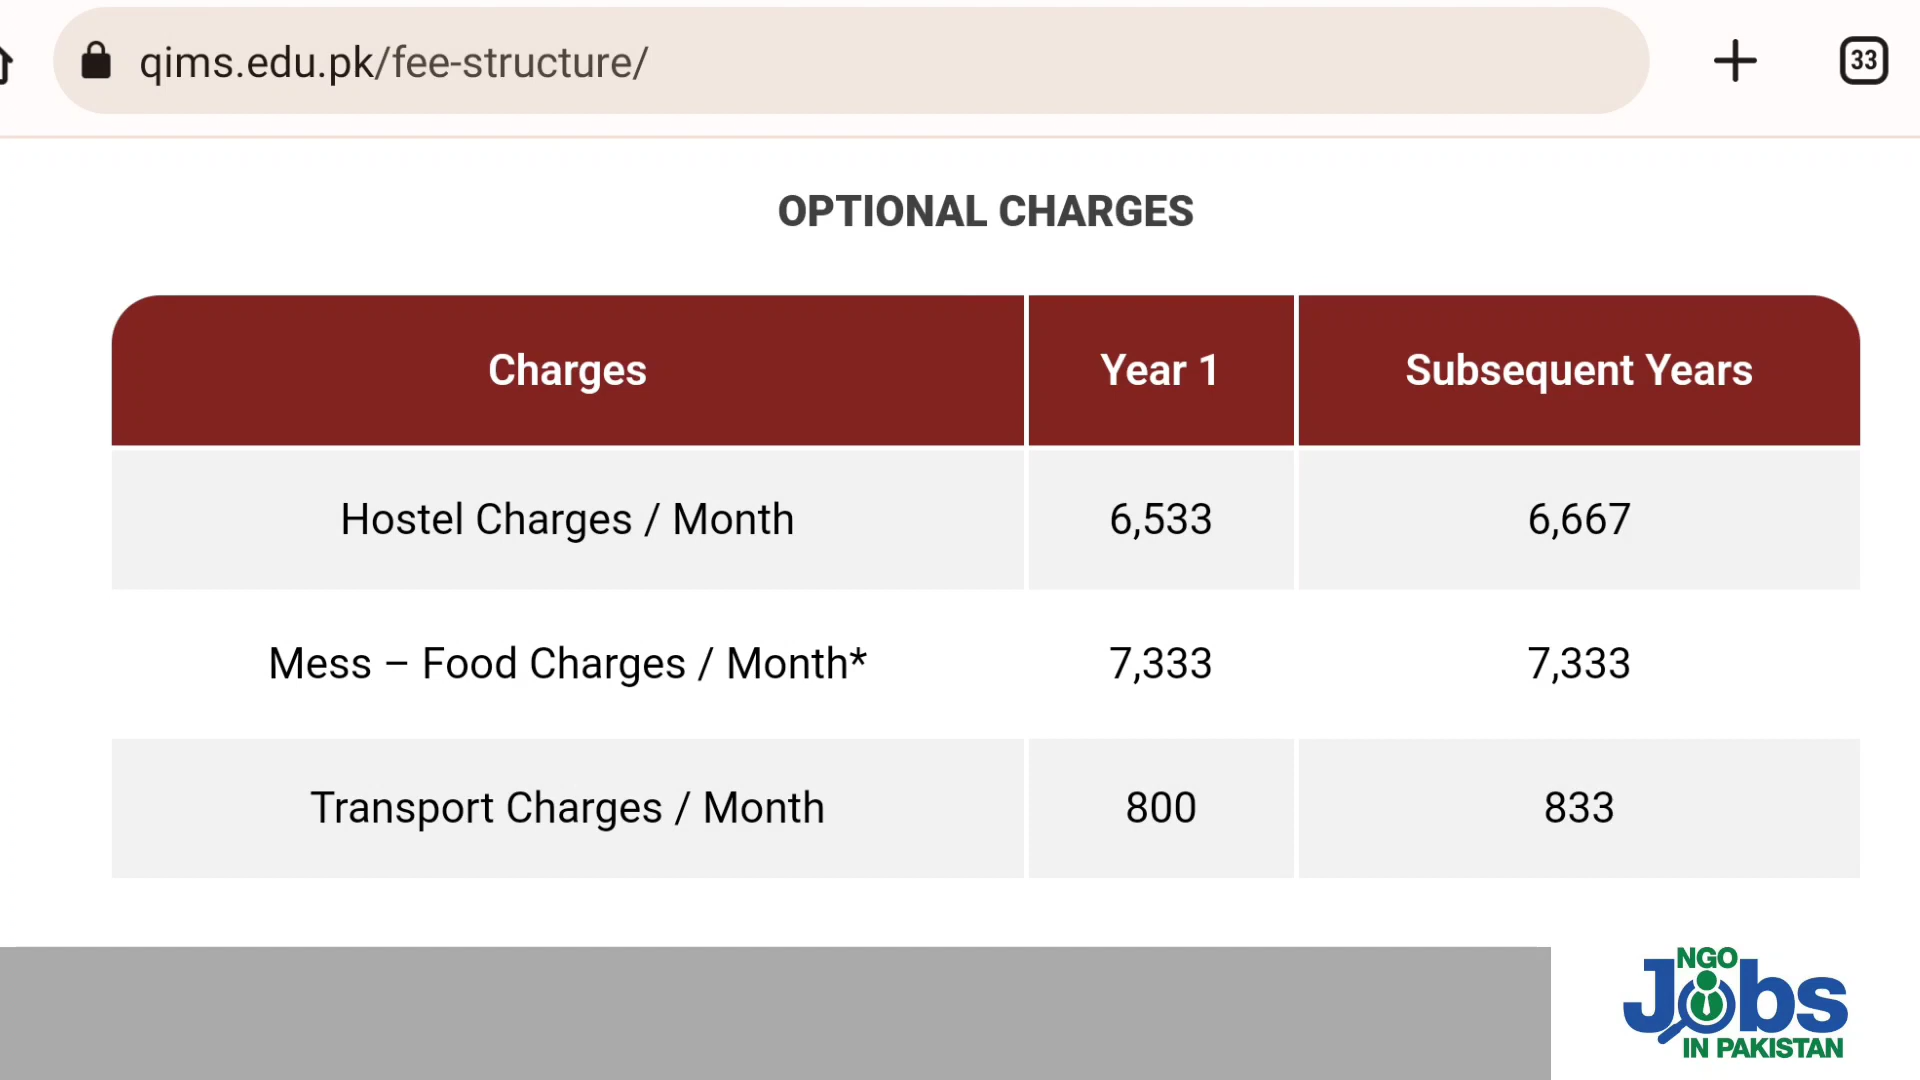 qims.edu.pk/fee-structure/
33
OPTIONAL CHARGES
Charges Year 1 Subsequent Years
Hostel Charges / Month 6,533 6,667
Mess – Food Charges / Month* 7,333 7,333
Transport Charges / Month 800 833
NGO
Jobs
IN PAKISTAN